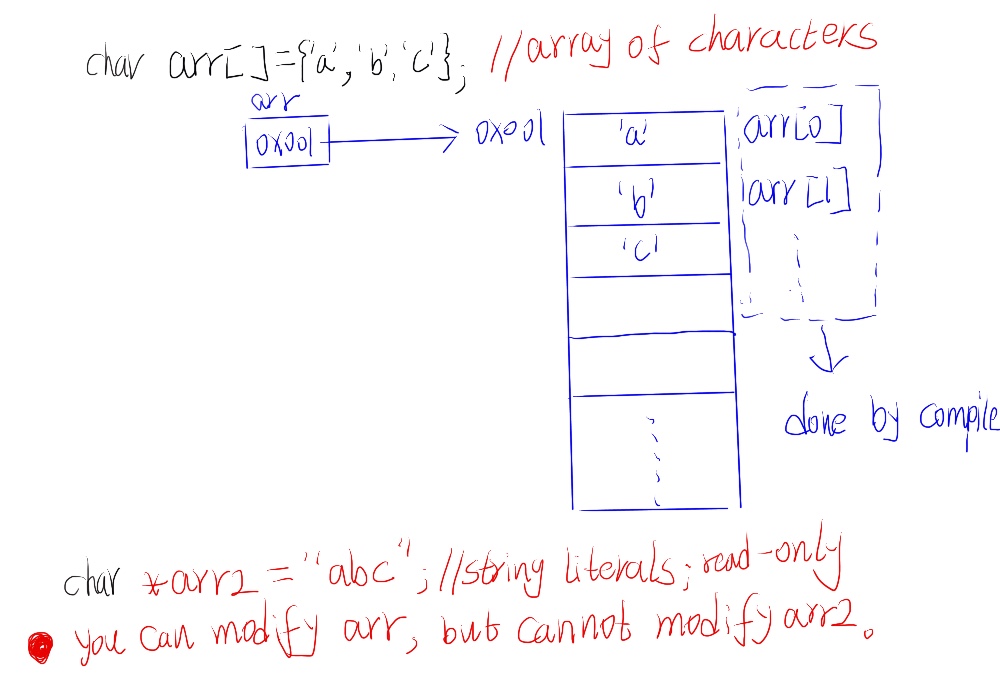 char arr[]={'a','b','c'}; //array of characters
arr
0x001
0x001
'a'
arr[0]
'b'
arr[1]
'c'
done by compile
char *arr2="abc"; //string literals; read-only
you can modify arr, but cannot modify arr2.